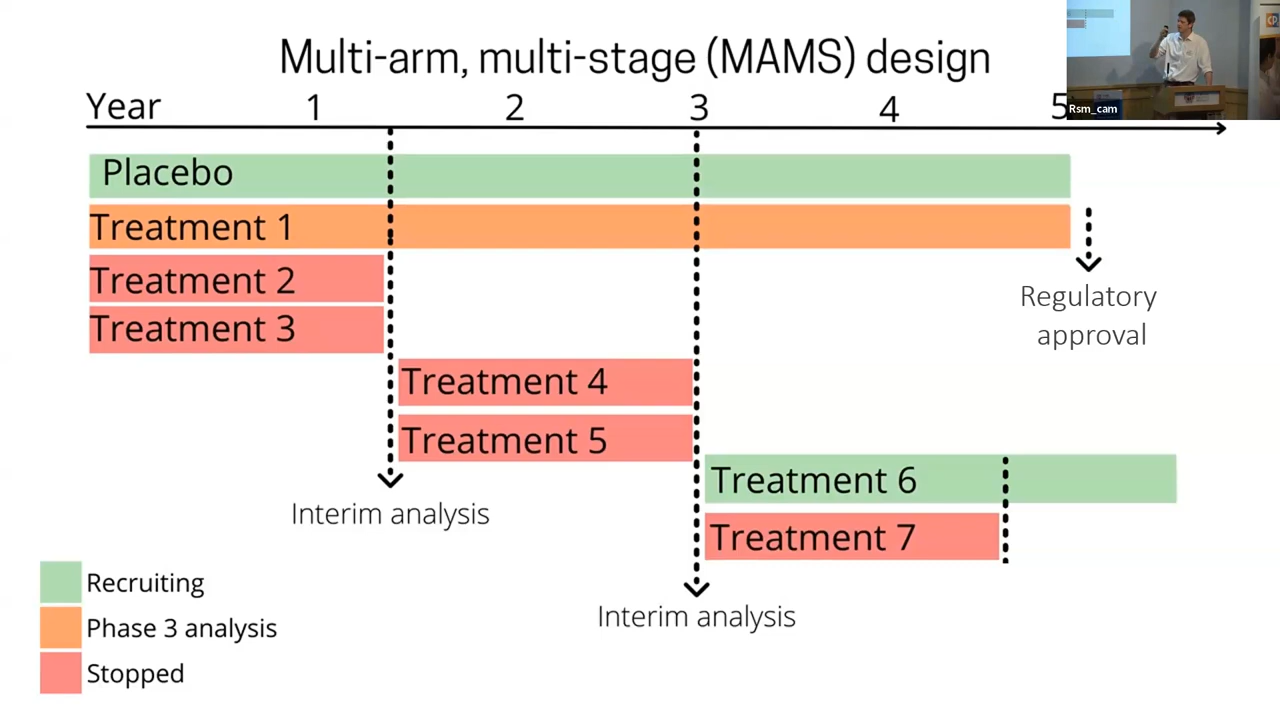 Multi-arm, multi-stage (MAMS) design
Year 1 2 3 4 5
Rsm_cam
Placebo
Treatment 1
Treatment 2
Treatment 3
Regulatory
approval
Treatment 4
Treatment 5
Treatment 6
Treatment 7
Interim analysis
Interim analysis
Recruiting
Phase 3 analysis
Stopped